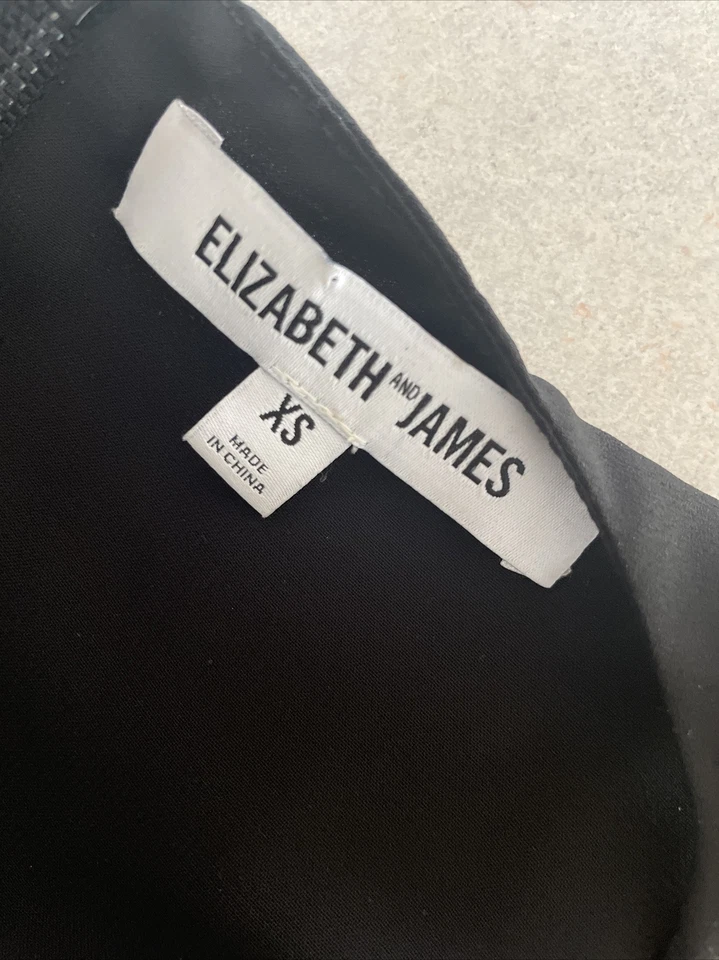 ELIZABETH AND JAMES
XS
MADE
IN CHINA